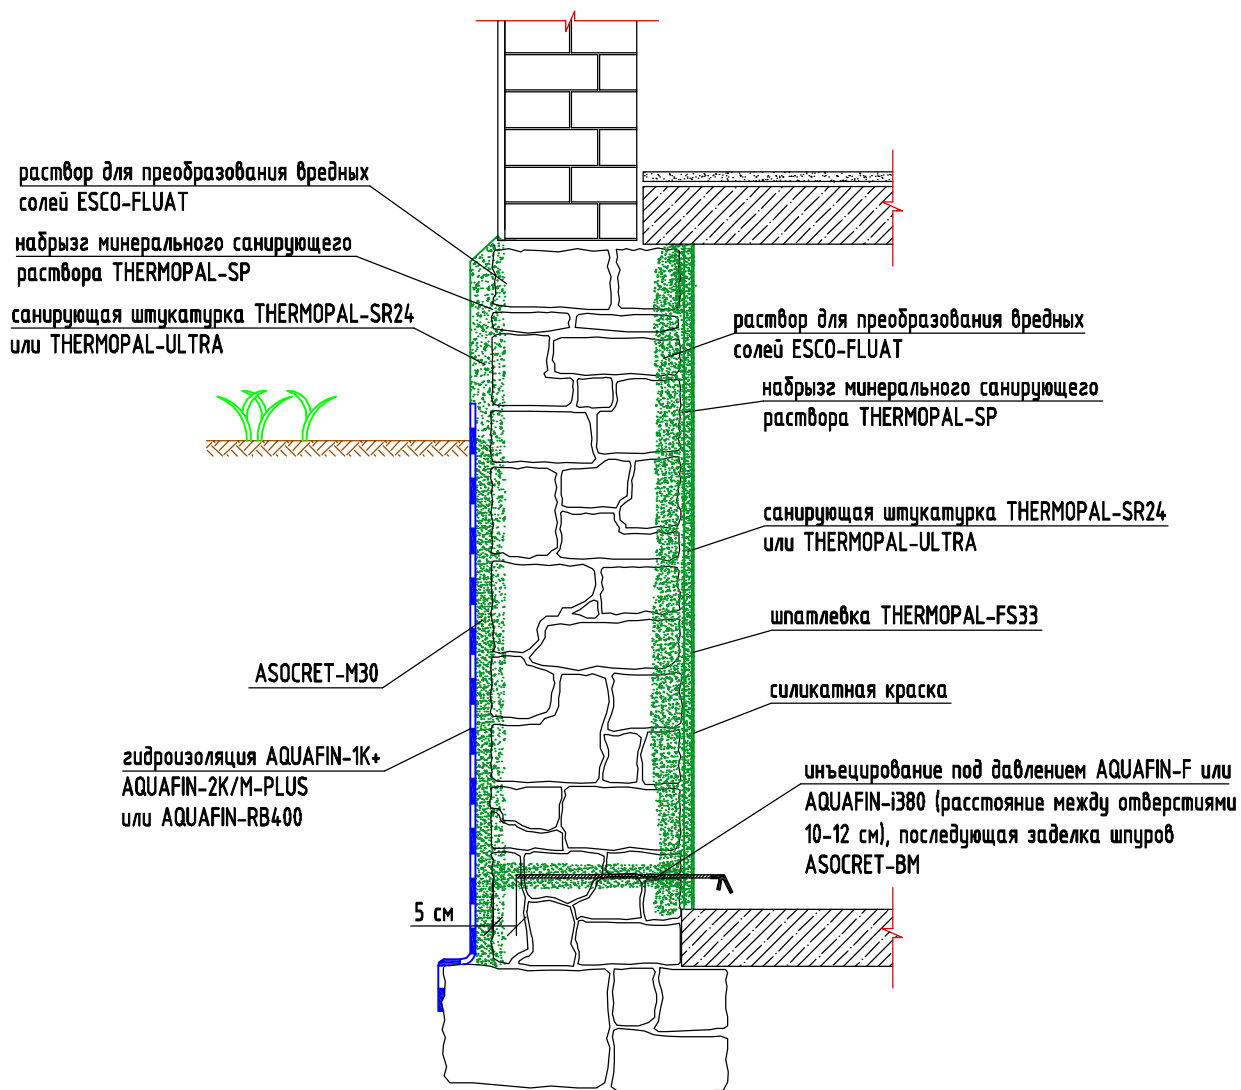 раствор для преобразования вредных
солей ESCO-FLUAT
набрызг минерального санирующего
раствора THERMOPAL-SP
санирующая штукатурка THERMOPAL-SR24
или THERMOPAL-ULTRA
ASOCRET-M30
гидроизоляция AQUAFIN-1K+
AQUAFIN-2K/M-PLUS
или AQUAFIN-RB400
5 см
раствор для преобразования вредных
солей ESCO-FLUAT
набрызг минерального санирующего
раствора THERMOPAL-SP
санирующая штукатурка THERMOPAL-SR24
или THERMOPAL-ULTRA
шпатлевка THERMOPAL-FS33
силикатная краска
инъецирование под давлением AQUAFIN-F или
AQUAFIN-i380 (расстояние между отверстиями
10-12 см), последующая заделка шпуров
ASOCRET-BM